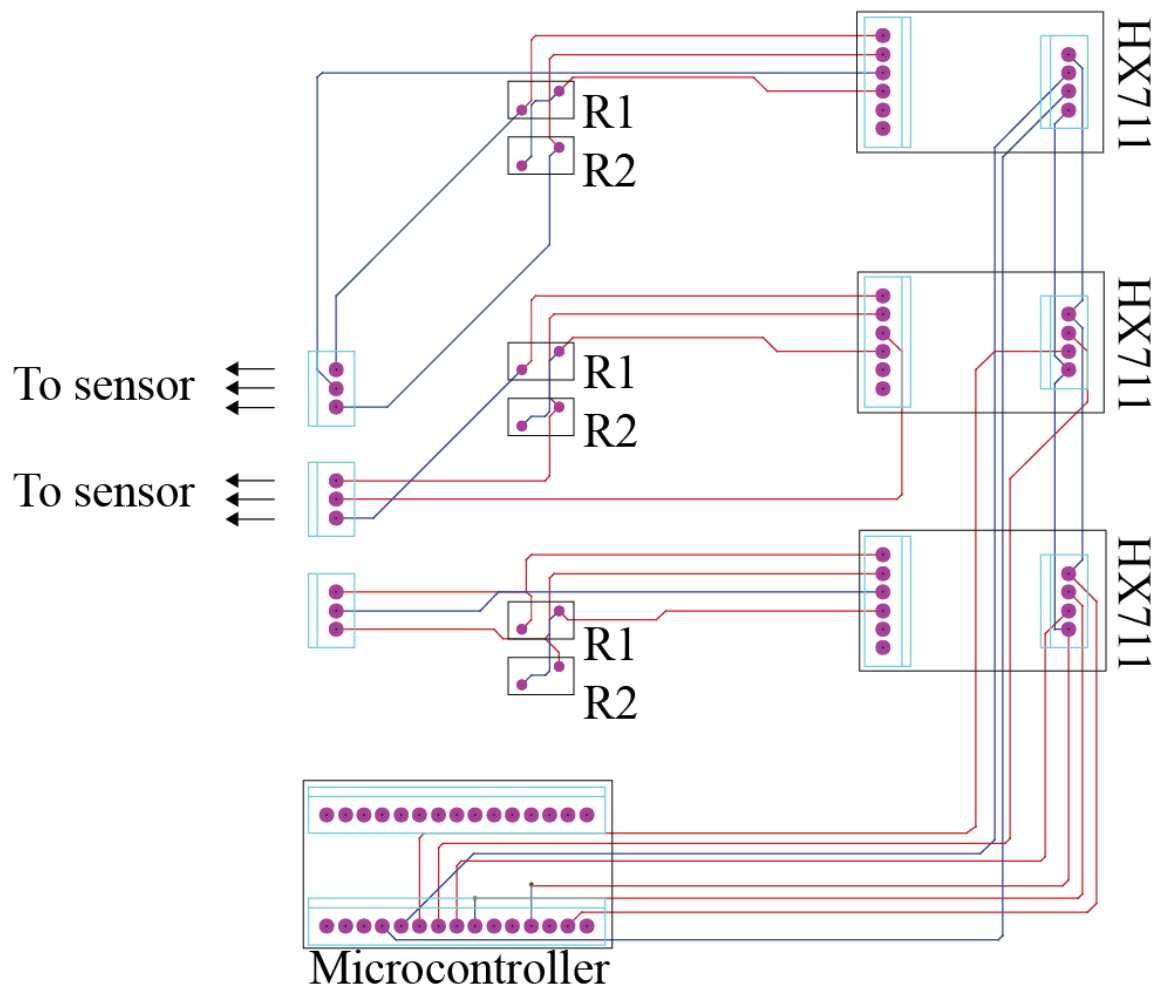 HX711
R1
R2
HX711
R1
To sensor
R2
To sensor
HX711
R1
R2
Microcontroller